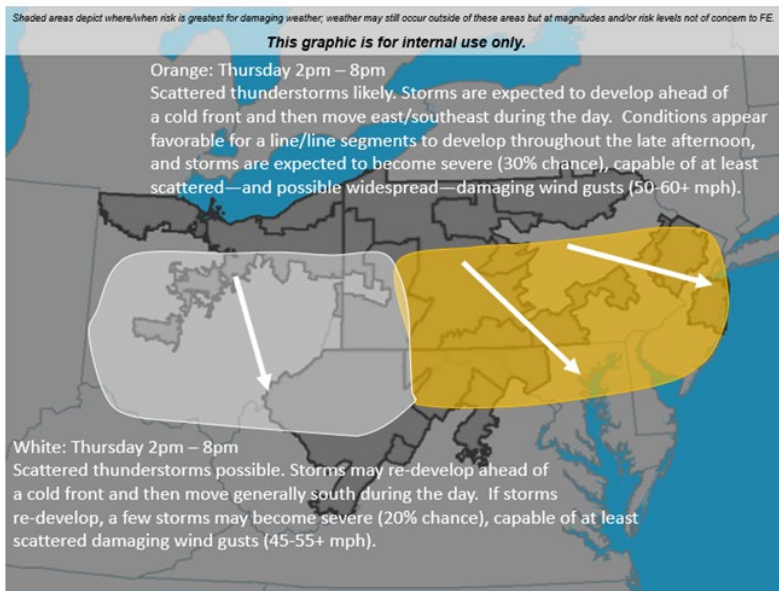 Shaded areas depict where/when risk is greatest for damaging weather; weather may still occur outside of these areas but at magnitudes and/or risk levels not of concern to FE.
This graphic is for internal use only.
Orange: Thursday 2pm – 8pm
Scattered thunderstorms likely. Storms are expected to develop ahead of
a cold front and then move east/southeast during the day.  Conditions appear
favorable for a line/line segments to develop throughout the late afternoon,
and storms are expected to become severe (30% chance), capable of at least
scattered—and possible widespread—damaging wind gusts (50-60+ mph).
White: Thursday 2pm – 8pm
Scattered thunderstorms possible. Storms may re-develop ahead of
a cold front and then move generally south during the day.  If storms
re-develop, a few storms may become severe (20% chance), capable of at least
scattered damaging wind gusts (45-55+ mph).